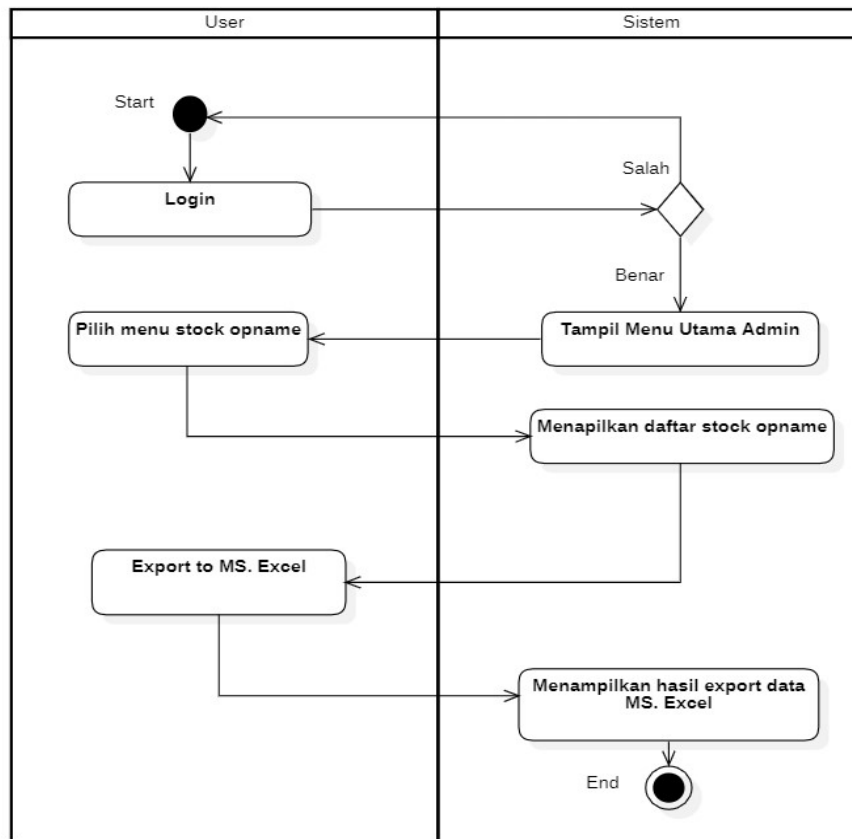 User
Sistem
Start
Salah
Login
Benar
Pilih menu stock opname
Tampil Menu Utama Admin
Menapilkan daftar stock opname
Export to MS. Excel
Menampilkan hasil export data
MS. Excel
End